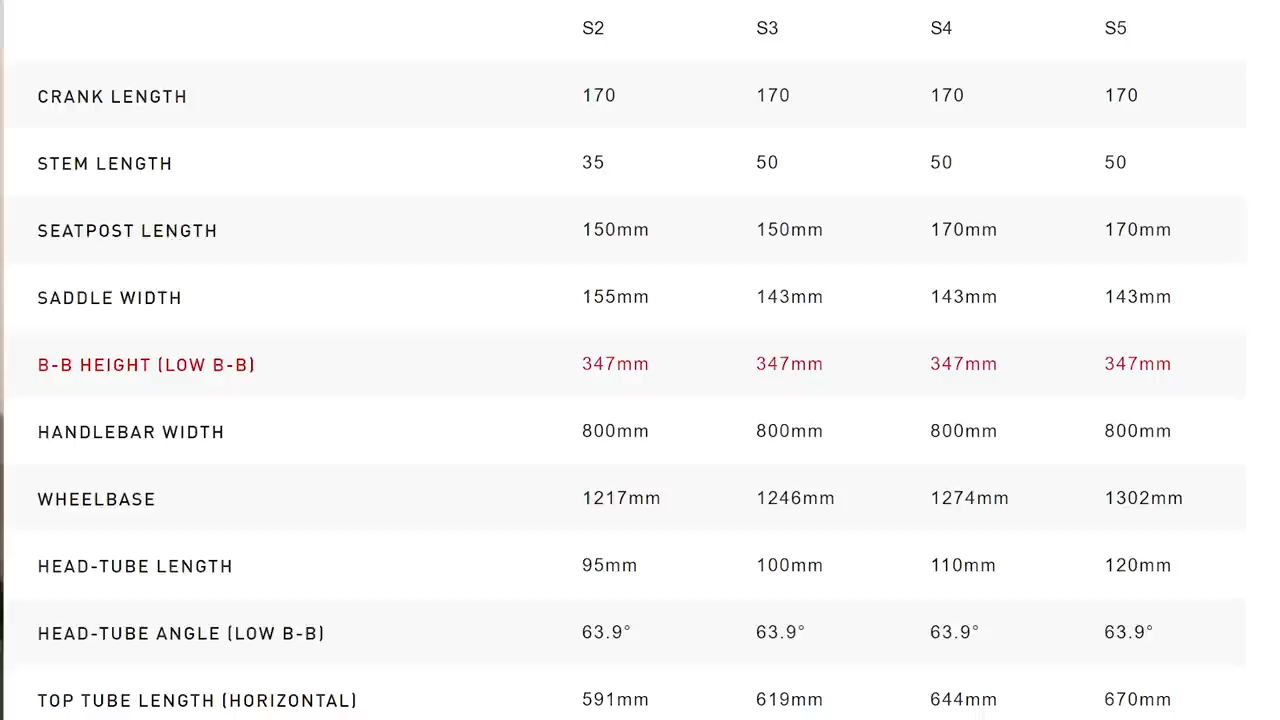 S2 S3 S4 S5
CRANK LENGTH 170 170 170 170
STEM LENGTH 35 50 50 50
SEATPOST LENGTH 150mm 150mm 170mm 170mm
SADDLE WIDTH 155mm 143mm 143mm 143mm
B-B HEIGHT (LOW B-B) 347mm 347mm 347mm 347mm
HANDLEBAR WIDTH 800mm 800mm 800mm 800mm
WHEELBASE 1217mm 1246mm 1274mm 1302mm
HEAD-TUBE LENGTH 95mm 100mm 110mm 120mm
HEAD-TUBE ANGLE (LOW B-B) 63.9° 63.9° 63.9° 63.9°
TOP TUBE LENGTH (HORIZONTAL) 591mm 619mm 644mm 670mm